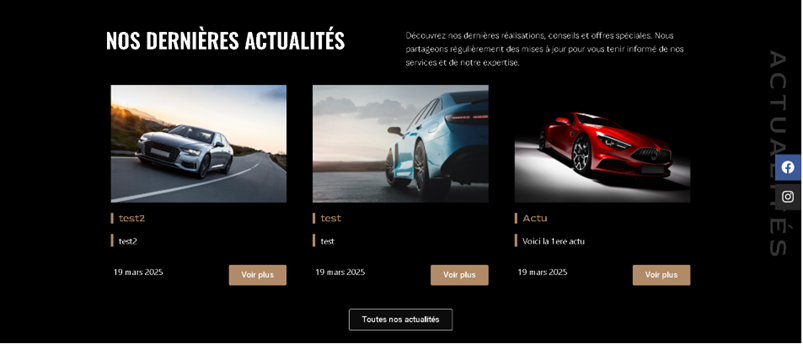 NOS DERNIÈRES ACTUALITÉS
Découvrez nos dernières réalisations, conseils et offres spéciales. Nous
partageons régulièrement des mises à jour pour vous tenir informé de nos
services et de notre expertise.
ACTUALITÉS
test2
test2
19 mars 2025
Voir plus
test
test
19 mars 2025
Voir plus
Actu
Voici la 1ere actu
19 mars 2025
Voir plus
Toutes nos actualités